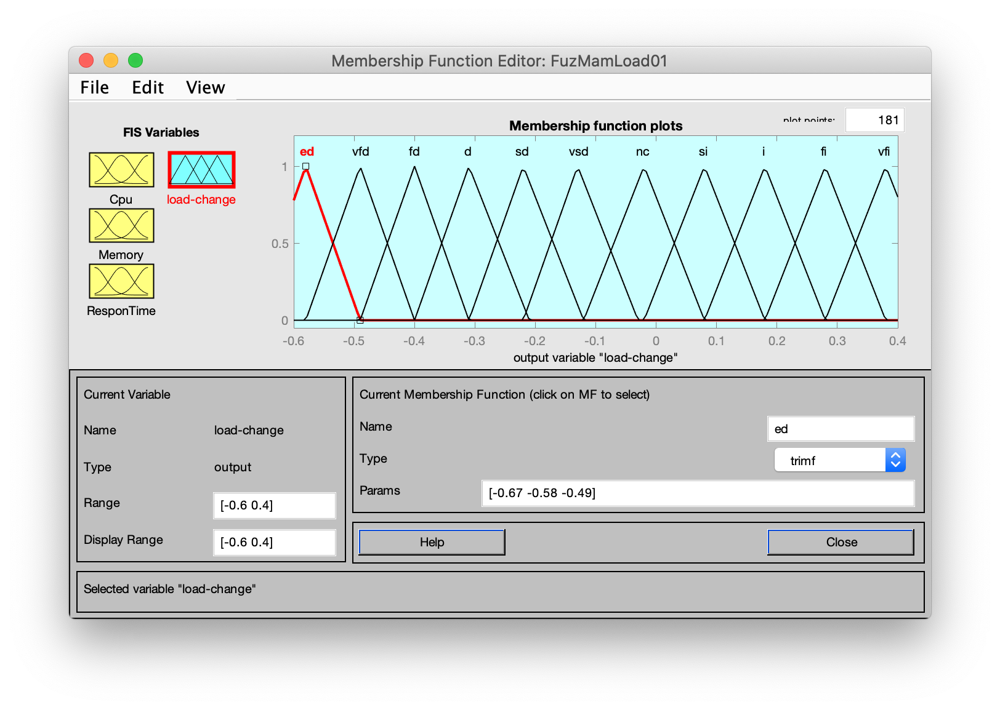 Membership Function Editor: FuzMamLoad01
File Edit View
FIS Variables
Cpu
load-change
Memory
ResponTime
Membership function plots
plot points:
181
ed vfd fd d sd vsd nc si i fi vfi
1
0.5
0
-0.6 -0.5 -0.4 -0.3 -0.2 -0.1 0 0.1 0.2 0.3 0.4
output variable "load-change"
Current Variable
Name load-change
Type output
Range [-0.6 0.4]
Display Range [-0.6 0.4]
Current Membership Function (click on MF to select)
Name ed
Type trimf
Params [-0.67 -0.58 -0.49]
Help
Close
Selected variable "load-change"